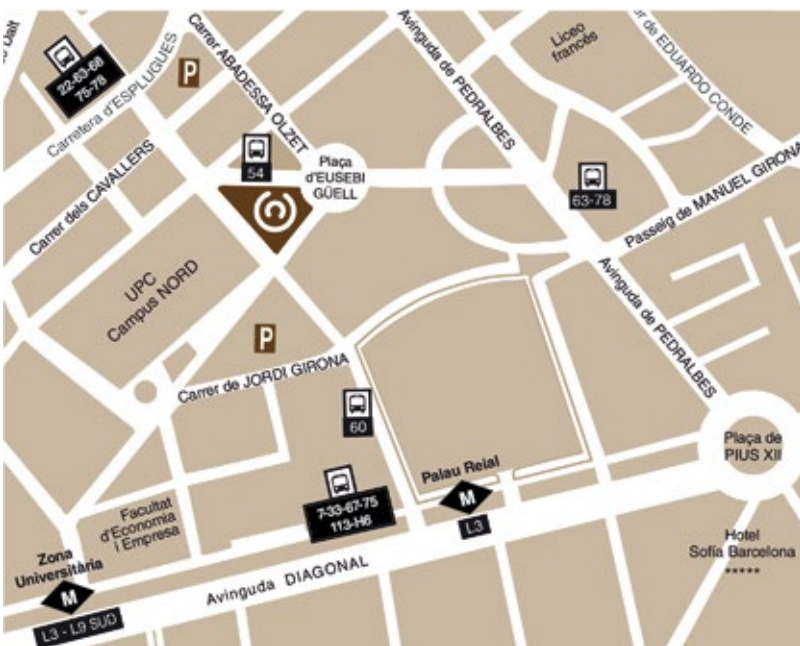 Dalt
22-63-68
75-78
P
Carretera d'ESPLUGUES
Carrer ABADESSA OLZET
Carrer dels CAVALLERS
54
Plaça
d'EUSEBI
GÜELL
Avinguda de PEDRALBES
Liceo
francés
de EDUARDO CONDE
63-78
Passeig de MANUEL GIRONA
UPC
Campus NORD
P
Carrer de JORDI GIRONA
Avinguda de PEDRALBES
60
Plaça de
PIUS XII
Palau Reial
M
L3
7-33-67-75
113-H6
Facultat
d'Economia
i Empresa
Zona
Universitària
M
L3 - L9 SUD
Avinguda DIAGONAL
Hotel
Sofía Barcelona
*****